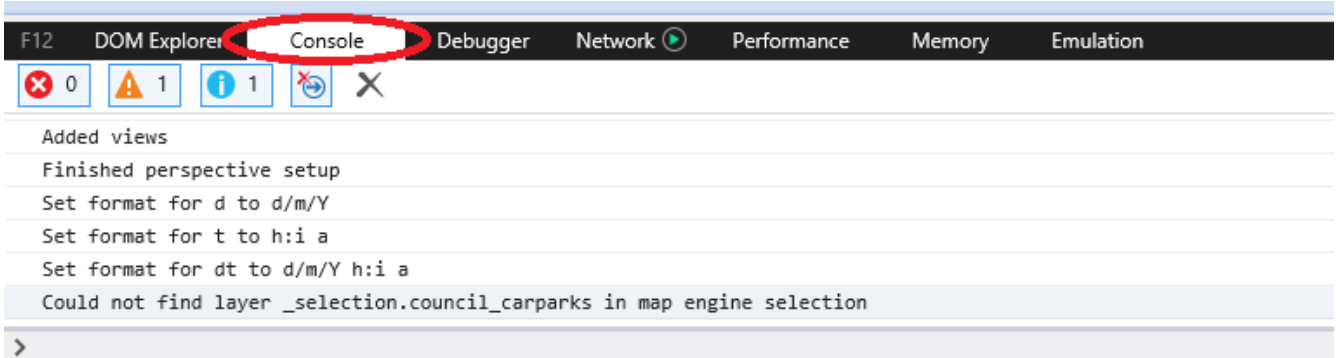 F12 DOM Explorer Console Debugger Network Performance Memory Emulation
0 1 1
Added views
Finished perspective setup
Set format for d to d/m/Y
Set format for t to h:i a
Set format for dt to d/m/Y h:i a
Could not find layer _selection.council_carparks in map engine selection
>